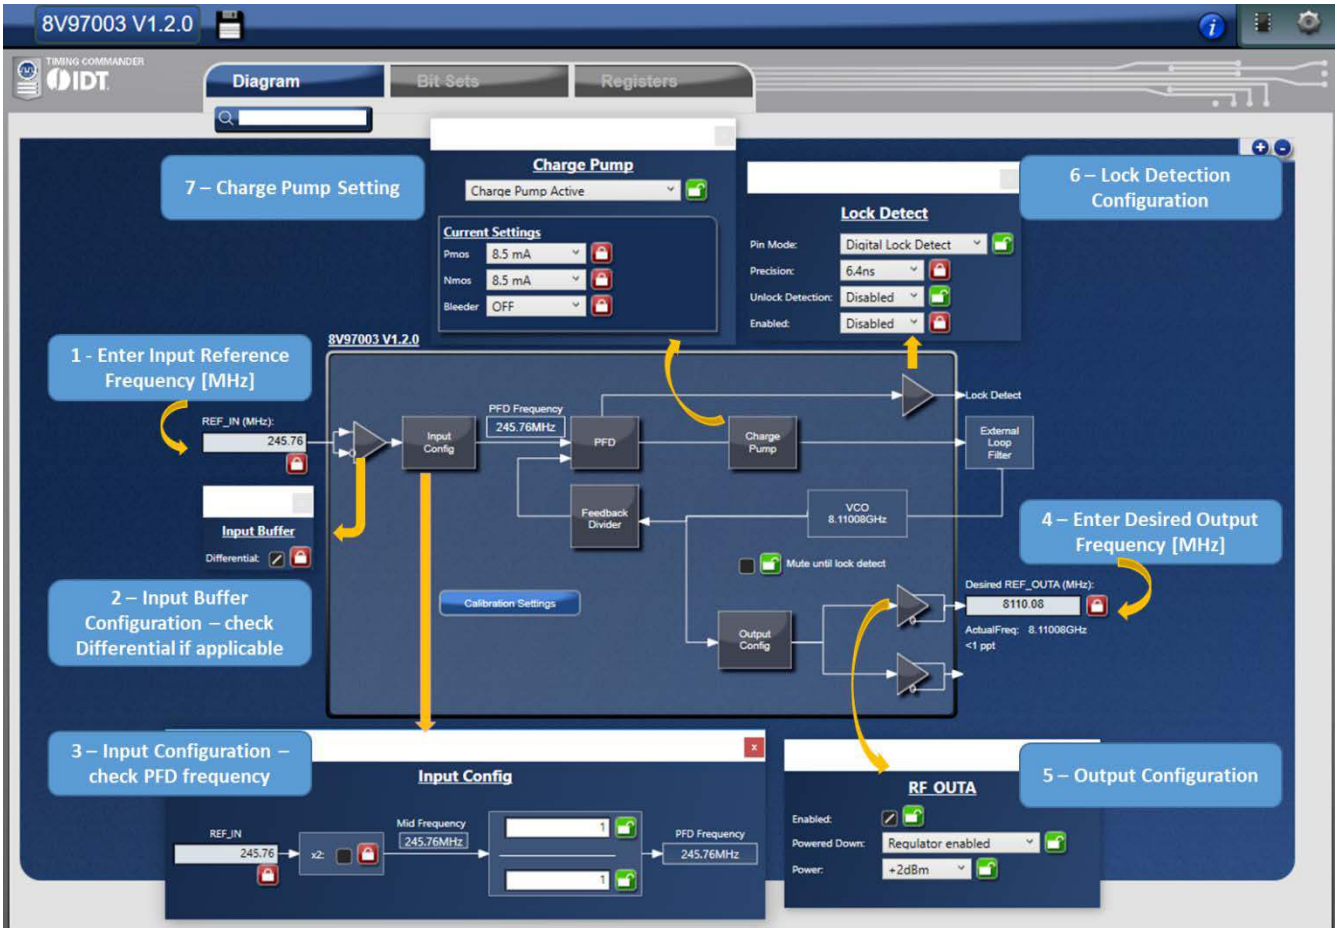 8V97003 V1.2.0
i
TIMING COMMANDER
IDT.
Diagram
Bit Sets
Registers
7 – Charge Pump Setting
Charge Pump
Charge Pump Active
Current Settings
Pmos 8.5 mA
Nmos 8.5 mA
Bleeder OFF
6 – Lock Detection
Configuration
Lock Detect
Pin Mode: Digital Lock Detect
Precision: 6.4ns
Unlock Detection: Disabled
Enabled: Disabled
8V97003 V1.2.0
1 - Enter Input Reference
Frequency [MHz]
REF_IN (MHz):
245.76
Input
Config
PFD Frequency
245.76MHz
PFD
Charge
Pump
Lock Detect
External
Loop
Filter
Input Buffer
Differential:
Feedback
Divider
VCO
8.11008GHz
Mute until lock detect
4 – Enter Desired Output
Frequency [MHz]
2 – Input Buffer
Configuration – check
Differential if applicable
Calibration Settings
Output
Config
Desired REF_OUTA (MHz):
8110.08
ActualFreq: 8.11008GHz
<1 ppt
3 – Input Configuration –
check PFD frequency
x
Input Config
REF_IN
245.76
x2:
Mid Frequency
245.76MHz
1
1
PFD Frequency
245.76MHz
5 – Output Configuration
RF_OUTA
Enabled:
Powered Down: Regulator enabled
Power: +2dBm